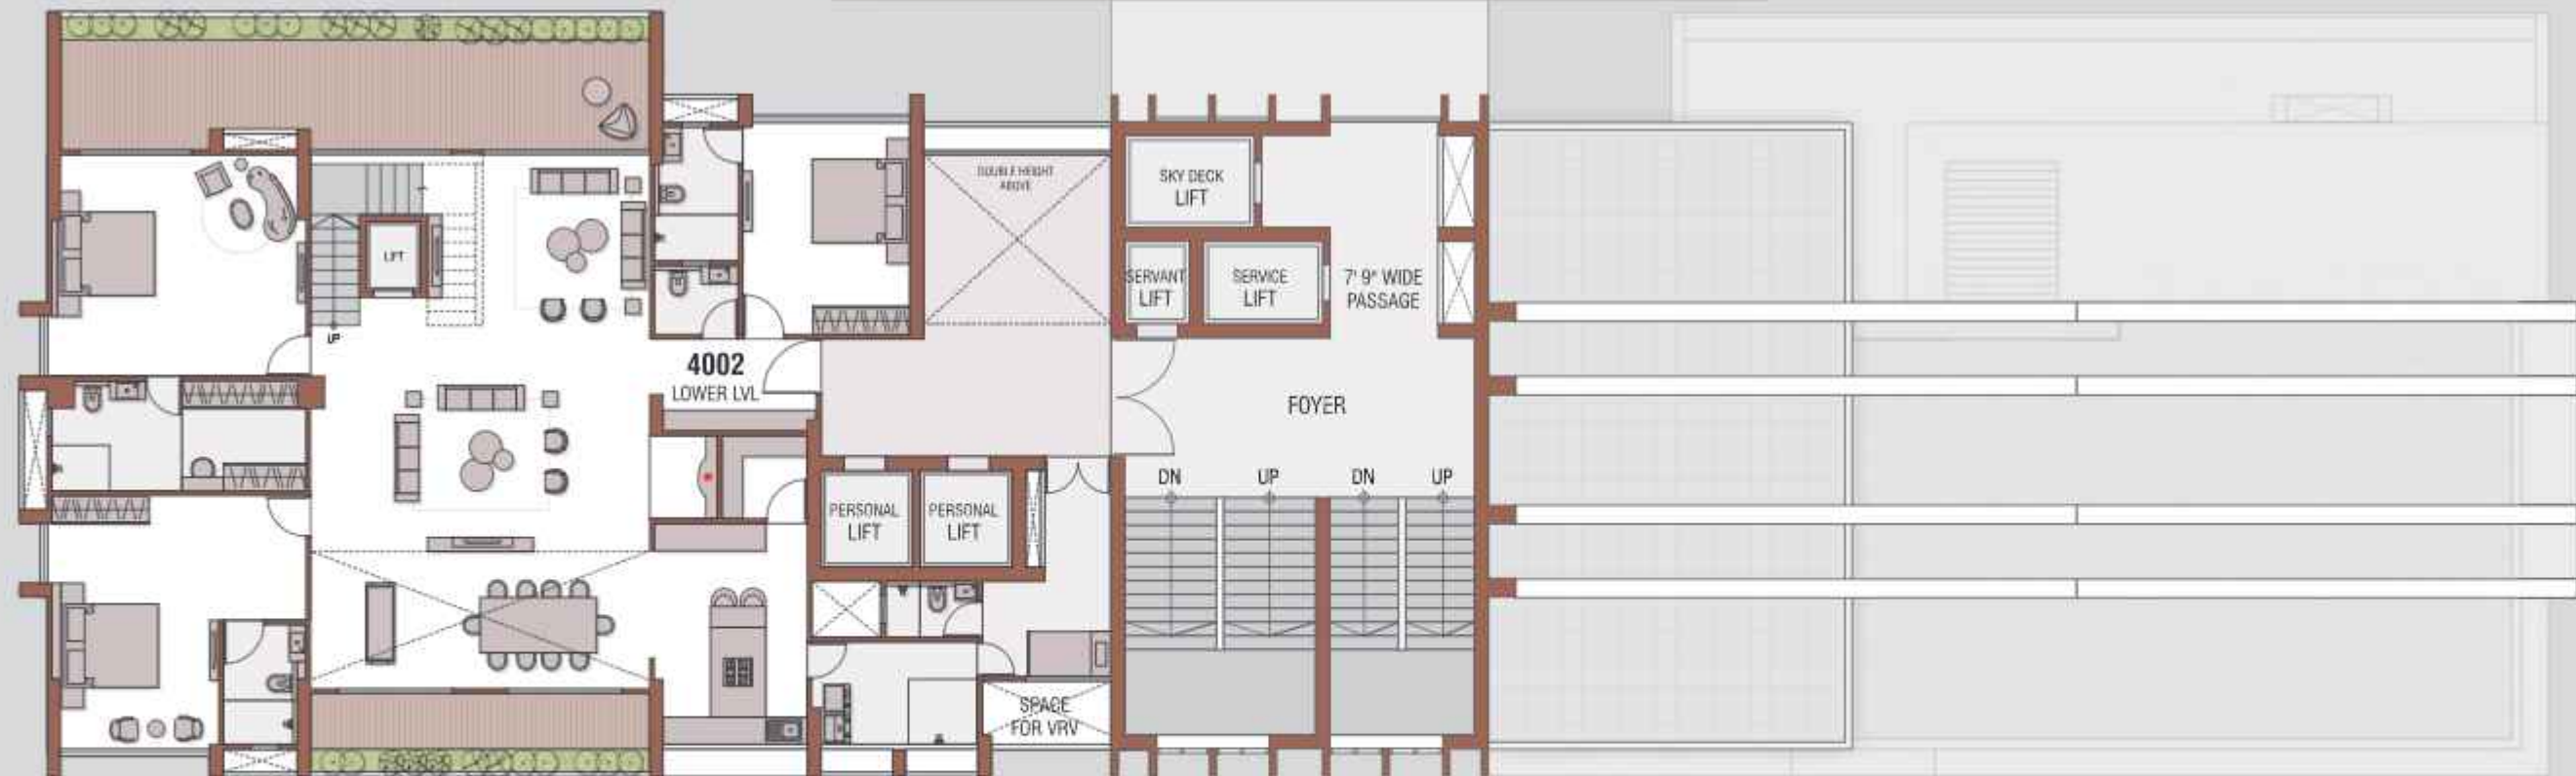 DOUBLE HEIGHT
ABOVE
SKY DECK
LIFT
LIFT
SERVANT
LIFT
SERVICE
LIFT
7' 9" WIDE
PASSAGE
UP
4002
LOWER LVL
FOYER
DN
UP
DN
UP
PERSONAL
LIFT
PERSONAL
LIFT
SPACE
FOR VRV